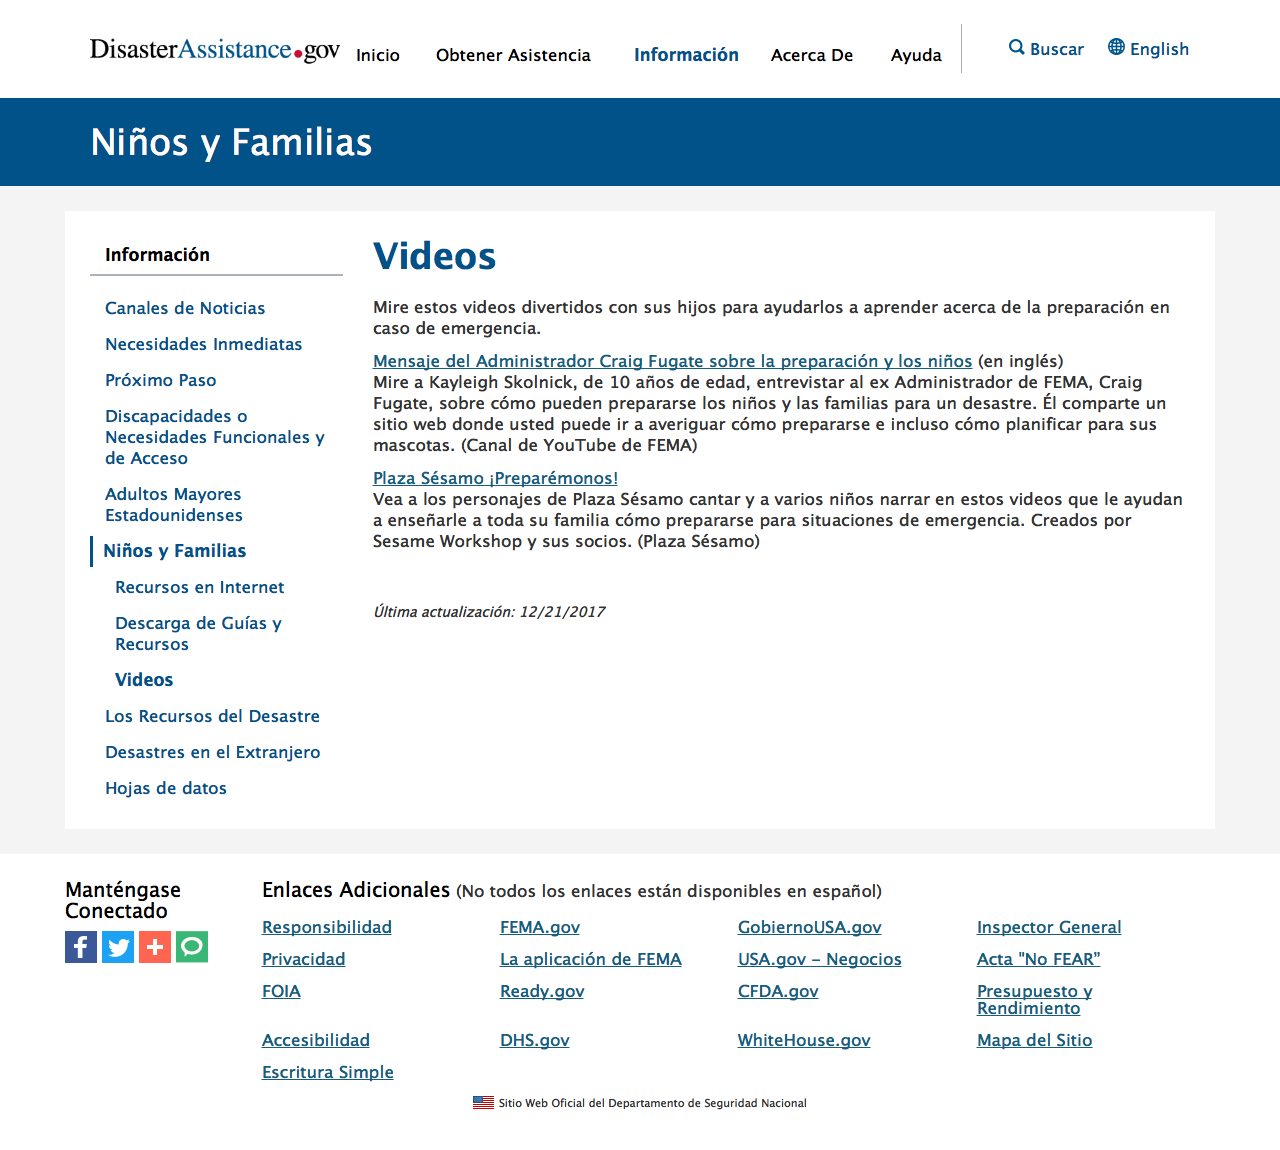 DisasterAssistance.gov
Inicio
Obtener Asistencia
Información
Acerca De
Ayuda
Buscar
English
Niños y Familias
Información
Canales de Noticias
Necesidades Inmediatas
Próximo Paso
Discapacidades o
Necesidades Funcionales y
de Acceso
Adultos Mayores
Estadounidenses
Niños y Familias
Recursos en Internet
Descarga de Guías y
Recursos
Videos
Los Recursos del Desastre
Desastres en el Extranjero
Hojas de datos
Videos
Mire estos videos divertidos con sus hijos para ayudarlos a aprender acerca de la preparación en
caso de emergencia.
Mensaje del Administrador Craig Fugate sobre la preparación y los niños (en inglés)
Mire a Kayleigh Skolnick, de 10 años de edad, entrevistar al ex Administrador de FEMA, Craig
Fugate, sobre cómo pueden prepararse los niños y las familias para un desastre. Él comparte un
sitio web donde usted puede ir a averiguar cómo prepararse e incluso cómo planificar para sus
mascotas. (Canal de YouTube de FEMA)
Plaza Sésamo ¡Preparémonos!
Vea a los personajes de Plaza Sésamo cantar y a varios niños narrar en estos videos que le ayudan
a enseñarle a toda su familia cómo prepararse para situaciones de emergencia. Creados por
Sesame Workshop y sus socios. (Plaza Sésamo)
Última actualización: 12/21/2017
Manténgase
Conectado
Enlaces Adicionales (No todos los enlaces están disponibles en español)
Responsibilidad
FEMA.gov
GobiernoUSA.gov
Inspector General
Privacidad
La aplicación de FEMA
USA.gov – Negocios
Acta "No FEAR”
FOIA
Ready.gov
CFDA.gov
Presupuesto y
Rendimiento
Accesibilidad
DHS.gov
WhiteHouse.gov
Mapa del Sitio
Escritura Simple
Sitio Web Oficial del Departamento de Seguridad Nacional